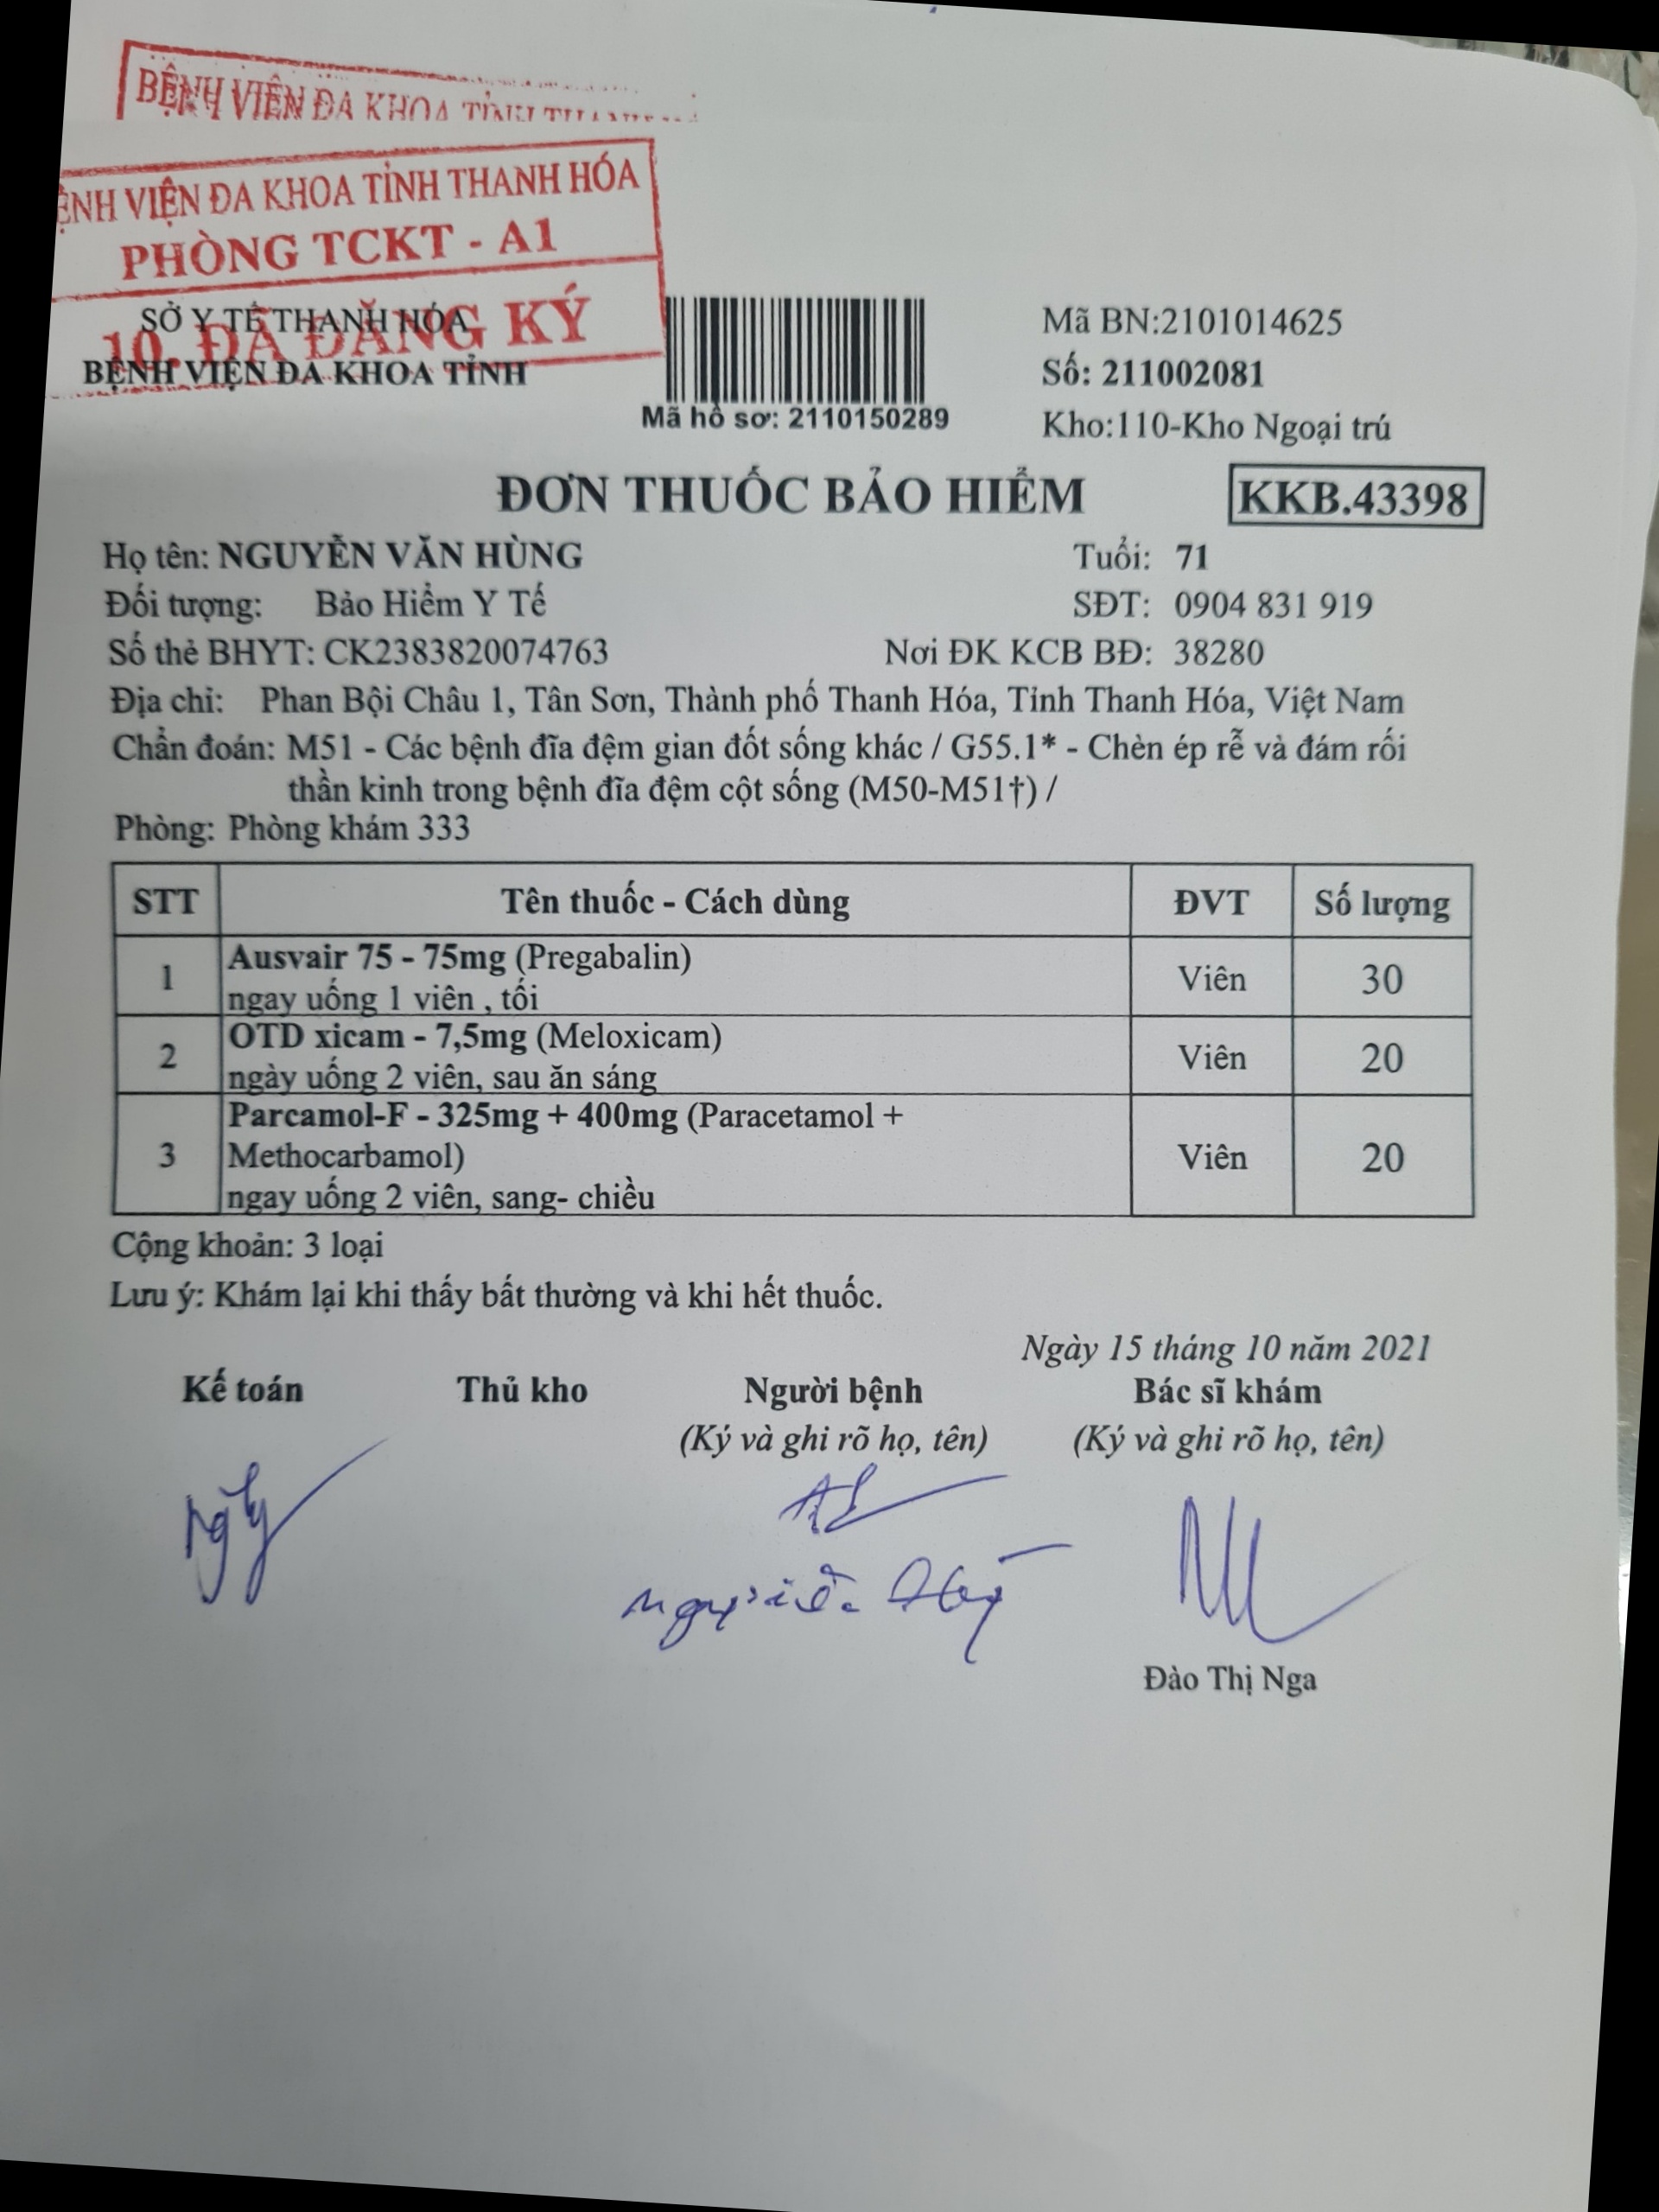 BỆNH VIỆN ĐA KHOA TỈNH
BỆNH VIỆN ĐA KHOA TỈNH THANH HÓA
PHÒNG TCKT - A1
10. ĐÃ ĐĂNG KÝ
SỞ Y TẾ THANH HÓA
BỆNH VIỆN ĐA KHOA TỈNH
Mã hồ sơ: 2110150289
Mã BN:2101014625
Số: 211002081
Kho:110-Kho Ngoại trú
ĐƠN THUỐC BẢO HIỂM
KKB.43398
Họ tên: NGUYỄN VĂN HÙNG Tuổi: 71
Đối tượng: Bảo Hiểm Y Tế SĐT: 0904 831 919
Số thẻ BHYT: CK2383820074763 Nơi ĐK KCB BĐ: 38280
Địa chỉ: Phan Bội Châu 1, Tân Sơn, Thành phố Thanh Hóa, Tỉnh Thanh Hóa, Việt Nam
Chẩn đoán: M51 - Các bệnh đĩa đệm gian đốt sống khác / G55.1* - Chèn ép rễ và đám rối
thần kinh trong bệnh đĩa đệm cột sống (M50-M51†) /
Phòng: Phòng khám 333
STT Tên thuốc - Cách dùng ĐVT Số lượng
1 Ausvair 75 - 75mg (Pregabalin) Viên 30
ngay uống 1 viên , tối
2 OTD xicam - 7,5mg (Meloxicam) Viên 20
ngày uống 2 viên, sau ăn sáng
3 Parcamol-F - 325mg + 400mg (Paracetamol + Viên 20
Methocarbamol)
ngay uống 2 viên, sang- chiều
Cộng khoản: 3 loại
Lưu ý: Khám lại khi thấy bất thường và khi hết thuốc.
Ngày 15 tháng 10 năm 2021
Kế toán Thủ kho Người bệnh Bác sĩ khám
(Ký và ghi rõ họ, tên) (Ký và ghi rõ họ, tên)
Đào Thị Nga